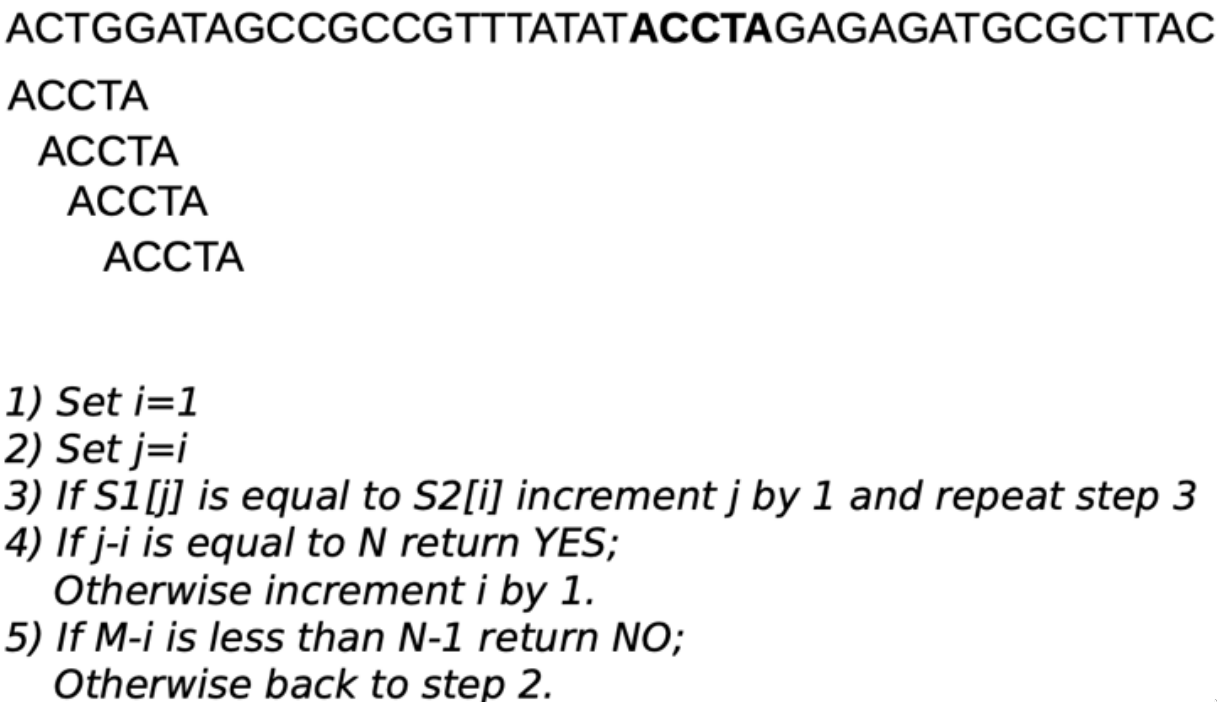 ACTGGATAGCCGCCGTTTATATACCTAGAGAGATGCGCTTAC
ACCTA
ACCTA
ACCTA
ACCTA
1) Set i=1
2) Set j=i
3) If S1[j] is equal to S2[i] increment j by 1 and repeat step 3
4) If j-i is equal to N return YES;
Otherwise increment i by 1.
5) If M-i is less than N-1 return NO;
Otherwise back to step 2.